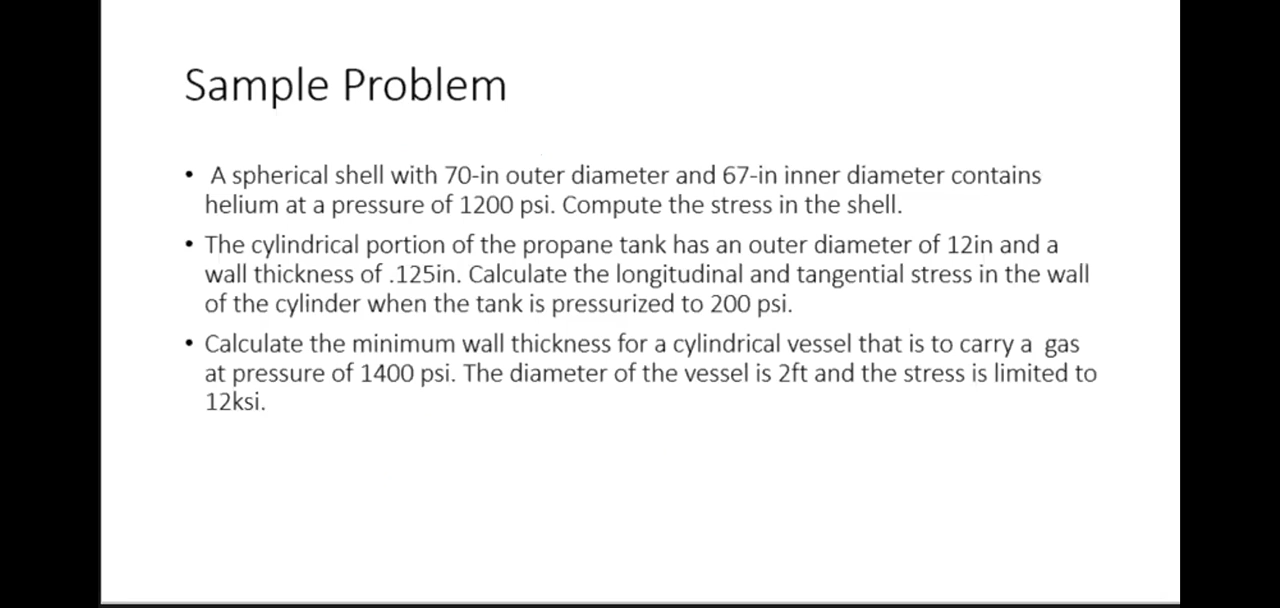 Sample Problem
• A spherical shell with 70-in outer diameter and 67-in inner diameter contains
helium at a pressure of 1200 psi. Compute the stress in the shell.
• The cylindrical portion of the propane tank has an outer diameter of 12in and a
wall thickness of .125in. Calculate the longitudinal and tangential stress in the wall
of the cylinder when the tank is pressurized to 200 psi.
• Calculate the minimum wall thickness for a cylindrical vessel that is to carry a  gas
at pressure of 1400 psi. The diameter of the vessel is 2ft and the stress is limited to
12ksi.